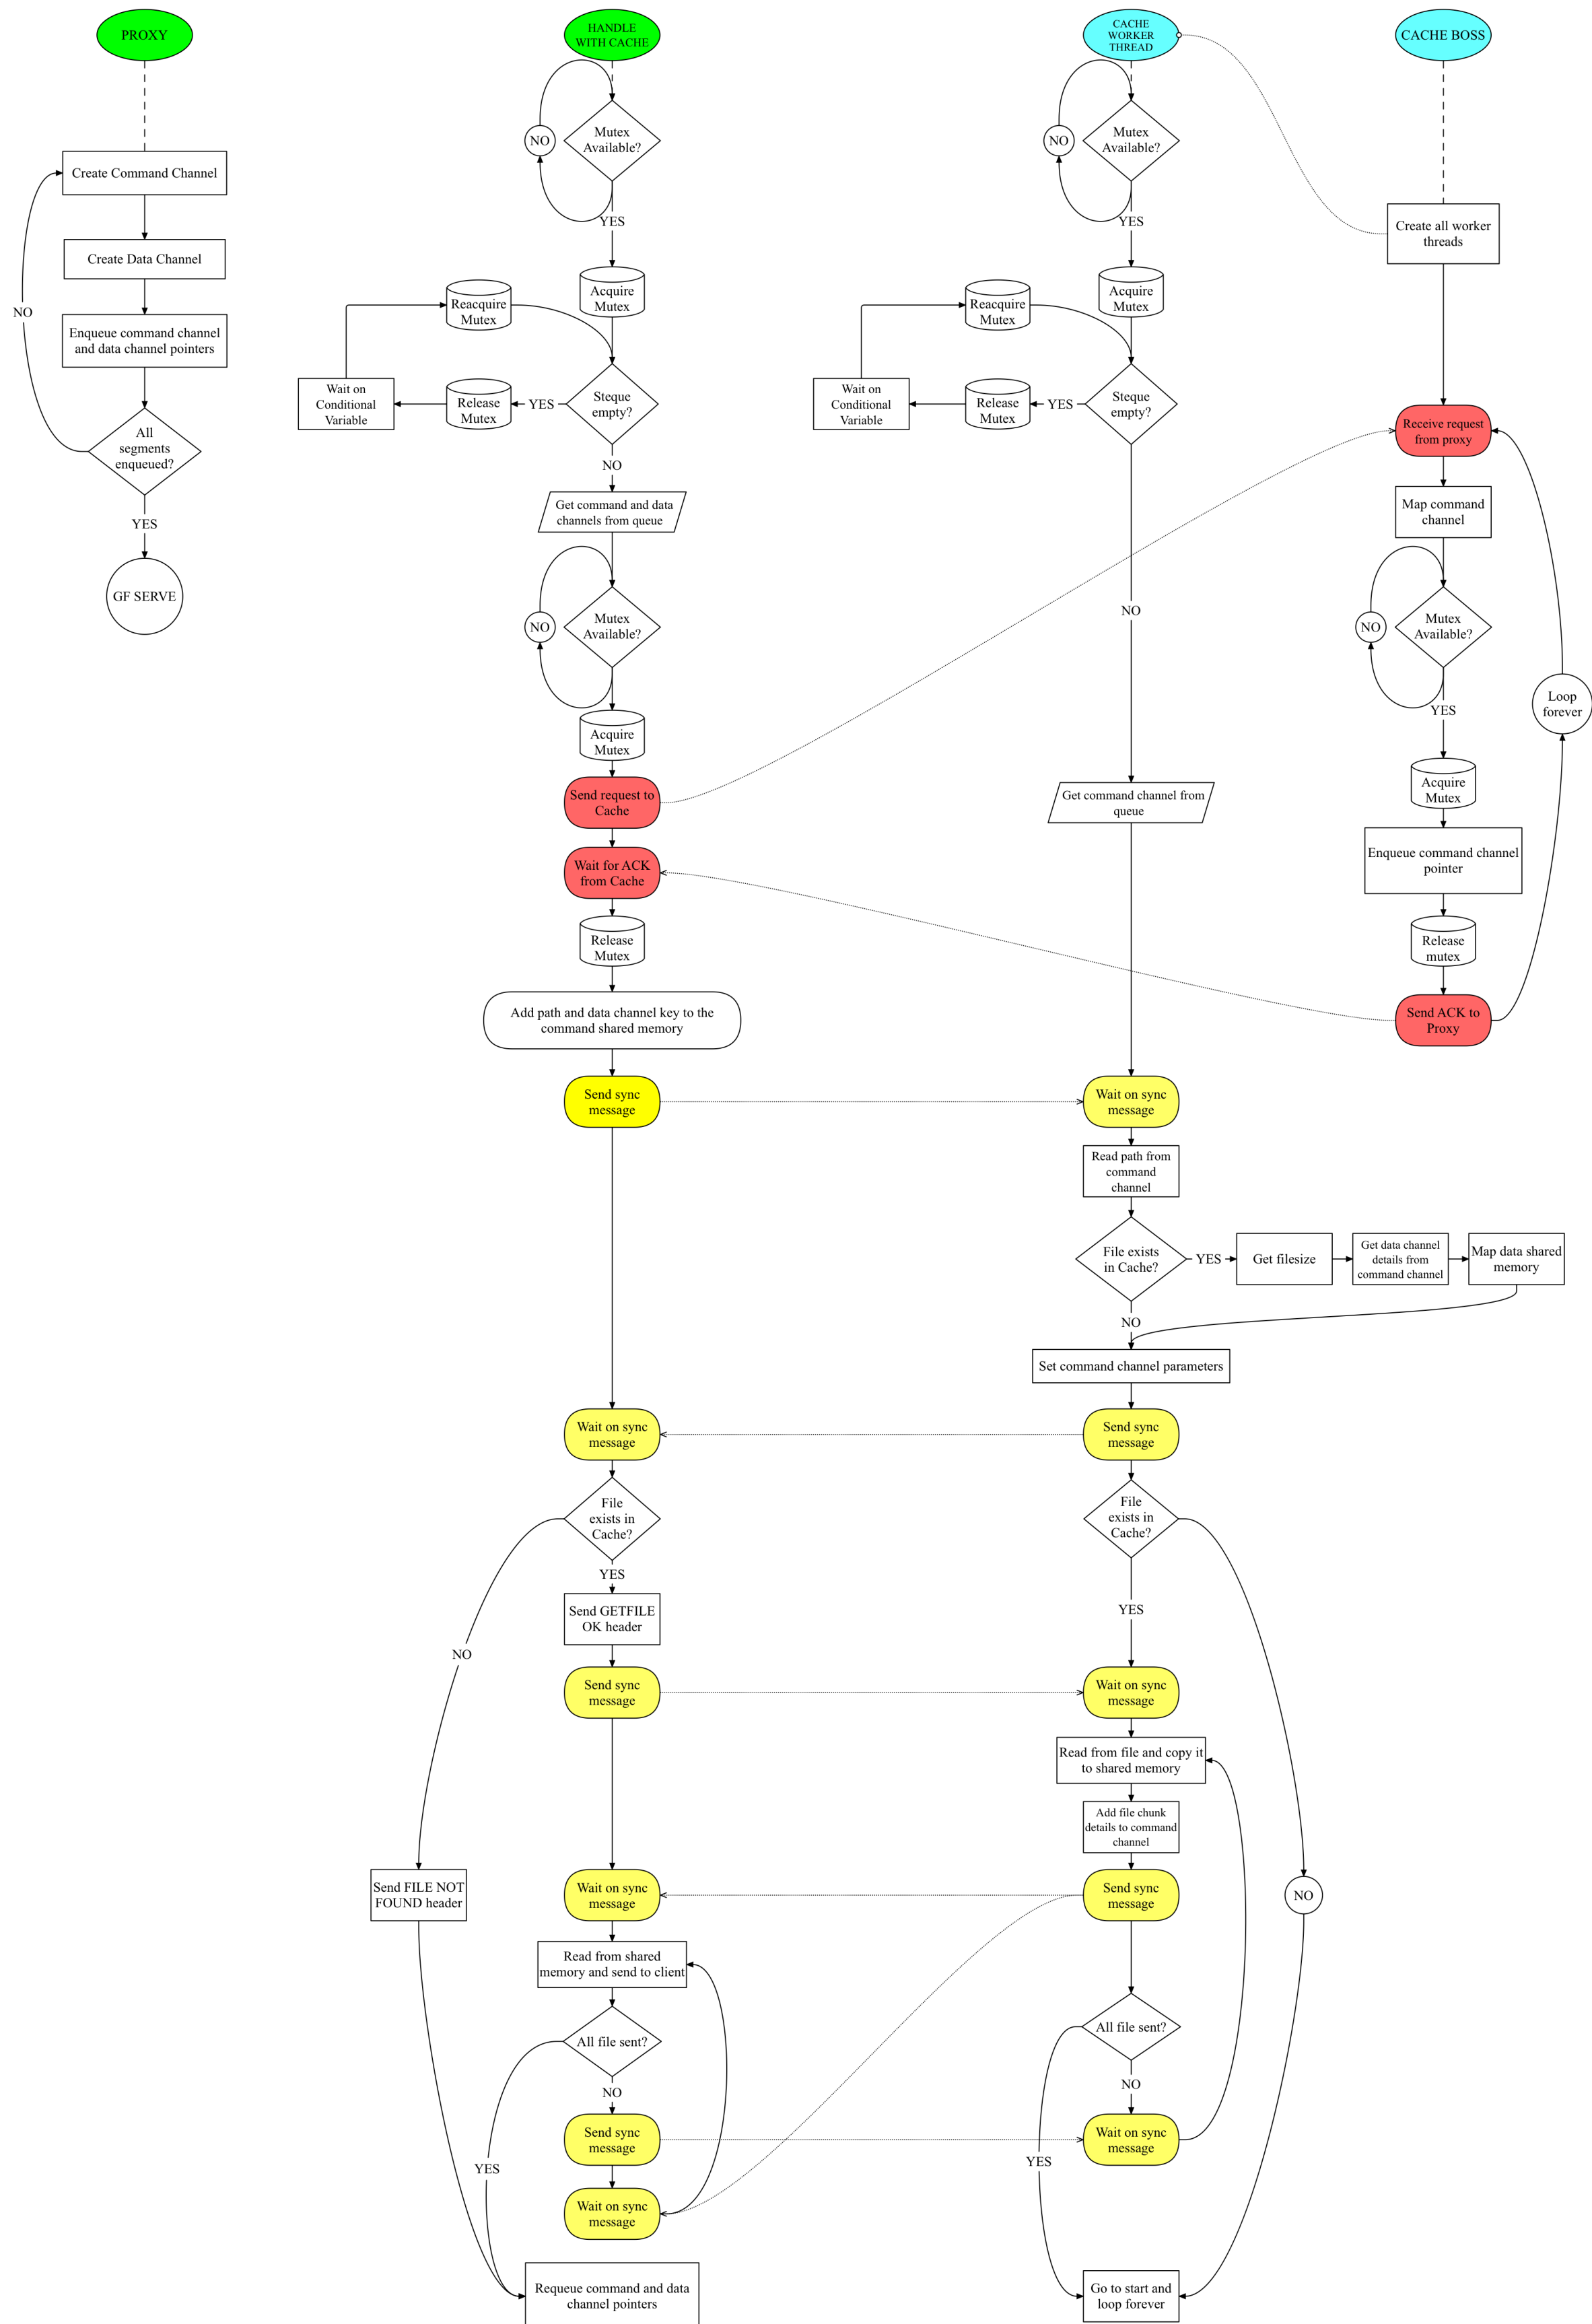 PROXY
Create Command Channel
Create Data Channel
Enqueue command channel
and data channel pointers
All
segments
enqueued?
NO
YES
GF SERVE
HANDLE
WITH CACHE
Mutex
Available?
NO
YES
Acquire
Mutex
Reacquire
Mutex
Wait on
Conditional
Variable
Release
Mutex
YES
Steque
empty?
NO
Get command and data
channels from queue
Mutex
Available?
NO
Acquire
Mutex
Send request to
Cache
Wait for ACK
from Cache
Release
Mutex
Add path and data channel key to the
command shared memory
Send sync
message
Wait on sync
message
File
exists in
Cache?
YES
Send GETFILE
OK header
NO
Send sync
message
Send FILE NOT
FOUND header
Wait on sync
message
Read from shared
memory and send to client
All file sent?
NO
Send sync
message
YES
Wait on sync
message
Requeue command and data
channel pointers
CACHE
WORKER
THREAD
Mutex
Available?
NO
YES
Acquire
Mutex
Reacquire
Mutex
Wait on
Conditional
Variable
Release
Mutex
YES
Steque
empty?
NO
Get command channel from
queue
Wait on sync
message
Read path from
command
channel
File exists
in Cache?
YES
Get filesize
Get data channel
details from
command channel
Map data shared
memory
NO
Set command channel parameters
Send sync
message
File
exists in
Cache?
YES
Wait on sync
message
Read from file and copy it
to shared memory
Add file chunk
details to command
channel
Send sync
message
NO
All file sent?
NO
Wait on sync
message
YES
Go to start and
loop forever
CACHE BOSS
Create all worker
threads
Receive request
from proxy
Map command
channel
Mutex
Available?
NO
YES
Loop
forever
Acquire
Mutex
Enqueue command channel
pointer
Release
mutex
Send ACK to
Proxy